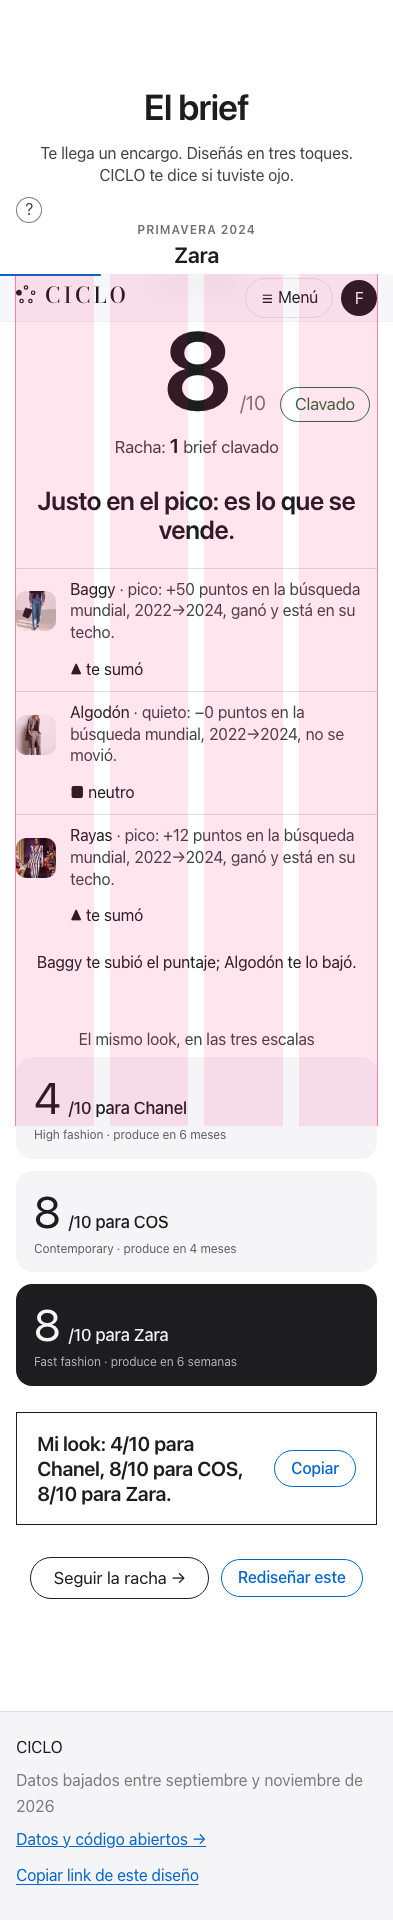 El brief
Te llega un encargo. Diseñás en tres toques.
CICLO te dice si tuviste ojo.
?
PRIMAVERA 2024
Zara
CICLO
≡ Menú
F
8 /10
Clavado
Racha: 1 brief clavado
Justo en el pico: es lo que se
vende.
Baggy · pico: +50 puntos en la búsqueda
mundial, 2022→2024, ganó y está en su
techo.
▲ te sumó
Algodón · quieto: −0 puntos en la
búsqueda mundial, 2022→2024, no se
movió.
■ neutro
Rayas · pico: +12 puntos en la búsqueda
mundial, 2022→2024, ganó y está en su
techo.
▲ te sumó
Baggy te subió el puntaje; Algodón te lo bajó.
El mismo look, en las tres escalas
4 /10 para Chanel
High fashion · produce en 6 meses
8 /10 para COS
Contemporary · produce en 4 meses
8 /10 para Zara
Fast fashion · produce en 6 semanas
Mi look: 4/10 para
Chanel, 8/10 para COS,
8/10 para Zara.
Copiar
Seguir la racha →
Rediseñar este
CICLO
Datos bajados entre septiembre y noviembre de
2026
Datos y código abiertos →
Copiar link de este diseño